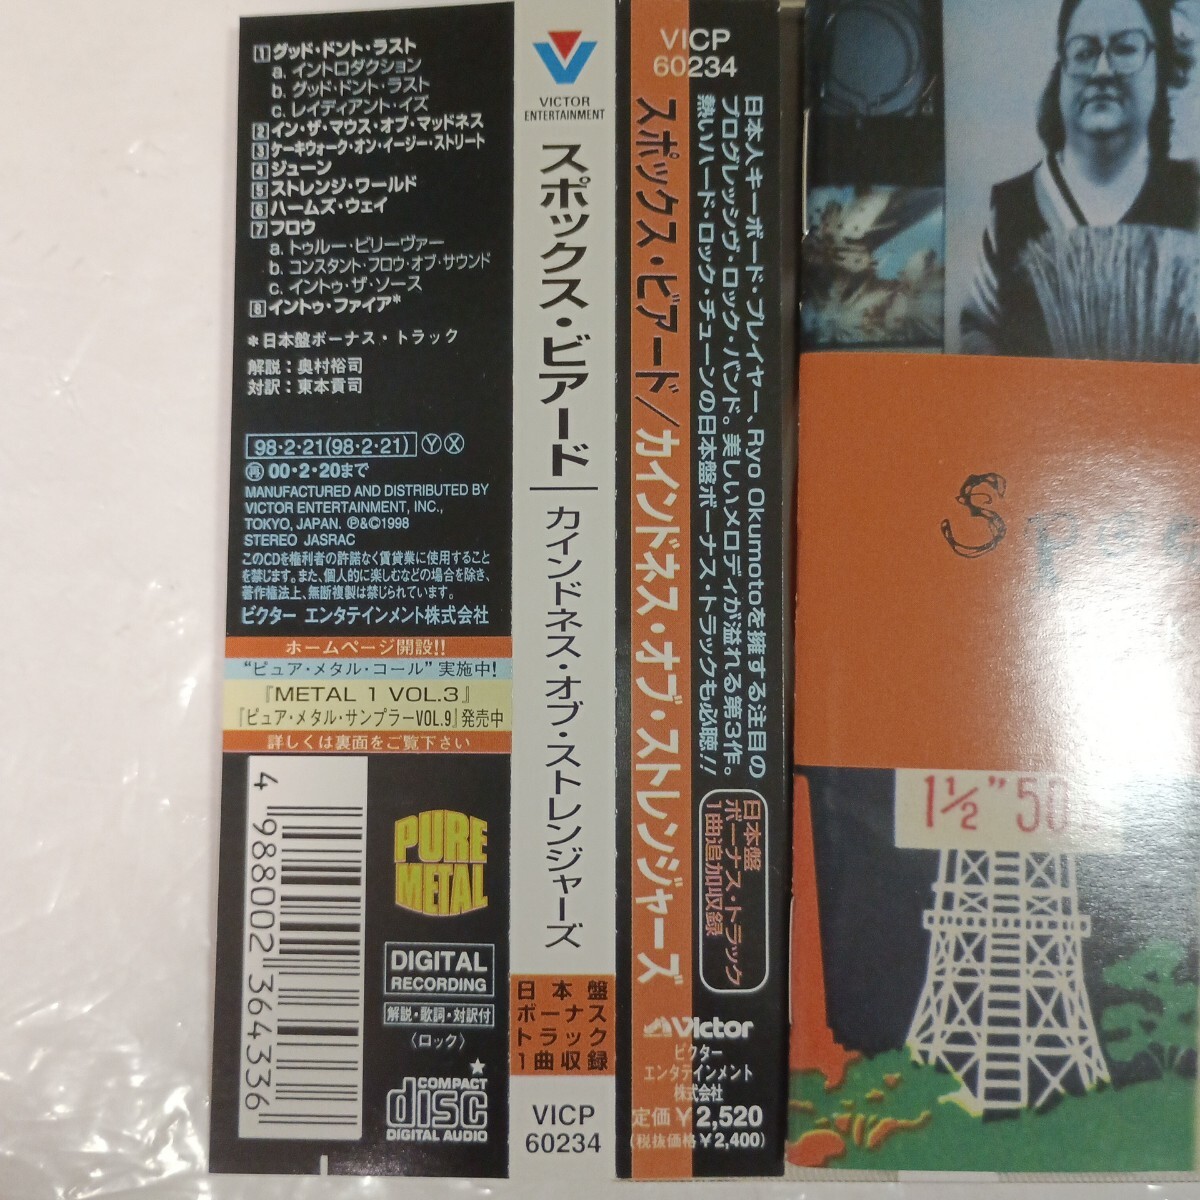 1 グッド・ドント・ラスト
a. イントロダクション
b. グッド・ドント・ラスト
c. レイディアント・イズ
2 イン・ザ・マウス・オブ・マッドネス
3 ケーキウォーク・オン・イージー・ストリート
4 ジューン
5 ストレンジ・ワールド
6 ハームズ・ウェイ
7 フロウ
a. トゥルー・ビリーヴァー
b. コンスタント・フロウ・オブ・サウンド
c. イントゥ・ザ・ソース
8 イントゥ・ファイア*
*日本盤ボーナス・トラック
解説：奥村裕司
対訳：東本貢司
98・2・21(98・2・21) Ⓨ Ⓧ
㊢ 00・2・20まで
MANUFACTURED AND DISTRIBUTED BY
VICTOR ENTERTAINMENT, INC.,
TOKYO, JAPAN. ℗&©1998
STEREO JASRAC
このCDを権利者の許諾なく賃貸業に使用すること
を禁じます。また、個人的に楽しむなどの場合を除き、
著作権法上、無断複製は禁じられています。
ビクター エンタテインメント株式会社
ホームページ開設!!
“ピュア・メタル・コール”実施中!
『METAL 1 VOL.3』
『ピュア・メタル・サンプラーVOL.9』発売中
詳しくは裏面をご覧下さい
4 988002 364336
PURE
METAL
DIGITAL
RECORDING
解説・歌詞・対訳付
〈ロック〉
★
COMPACT
disc
DIGITAL AUDIO
VICTOR
ENTERTAINMENT
スポックス・ビアード
カインドネス・オブ・ストレンジャーズ
日本盤
ボーナス
トラック
1曲収録
VICP
60234
VICP
60234
スポックス・ビアード/カインドネス・オブ・ストレンジャーズ
日本人キーボード・プレイヤー、Ryo Okumotoを擁する注目の
プログレッシヴ・ロック・バンド。美しいメロディが溢れる第3作。
熱いハード・ロック・チューンの日本盤ボーナス・トラックも必聴!!
日本盤
ボーナス・トラック
1曲追加収録
Victor
ビクター
エンタテインメント
株式会社
定価￥2,520
(税抜価格￥2,400)
1½” 50